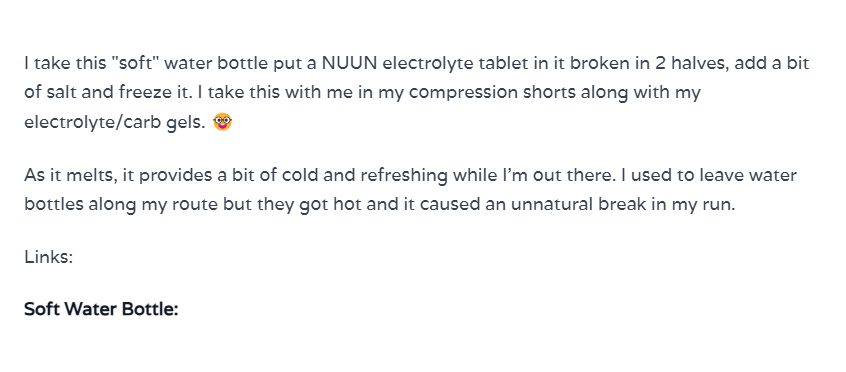 I take this "soft" water bottle put a NUUN electrolyte tablet in it broken in 2 halves, add a bit
of salt and freeze it. I take this with me in my compression shorts along with my
electrolyte/carb gels. 🤡
As it melts, it provides a bit of cold and refreshing while I’m out there. I used to leave water
bottles along my route but they got hot and it caused an unnatural break in my run.
Links:
Soft Water Bottle: